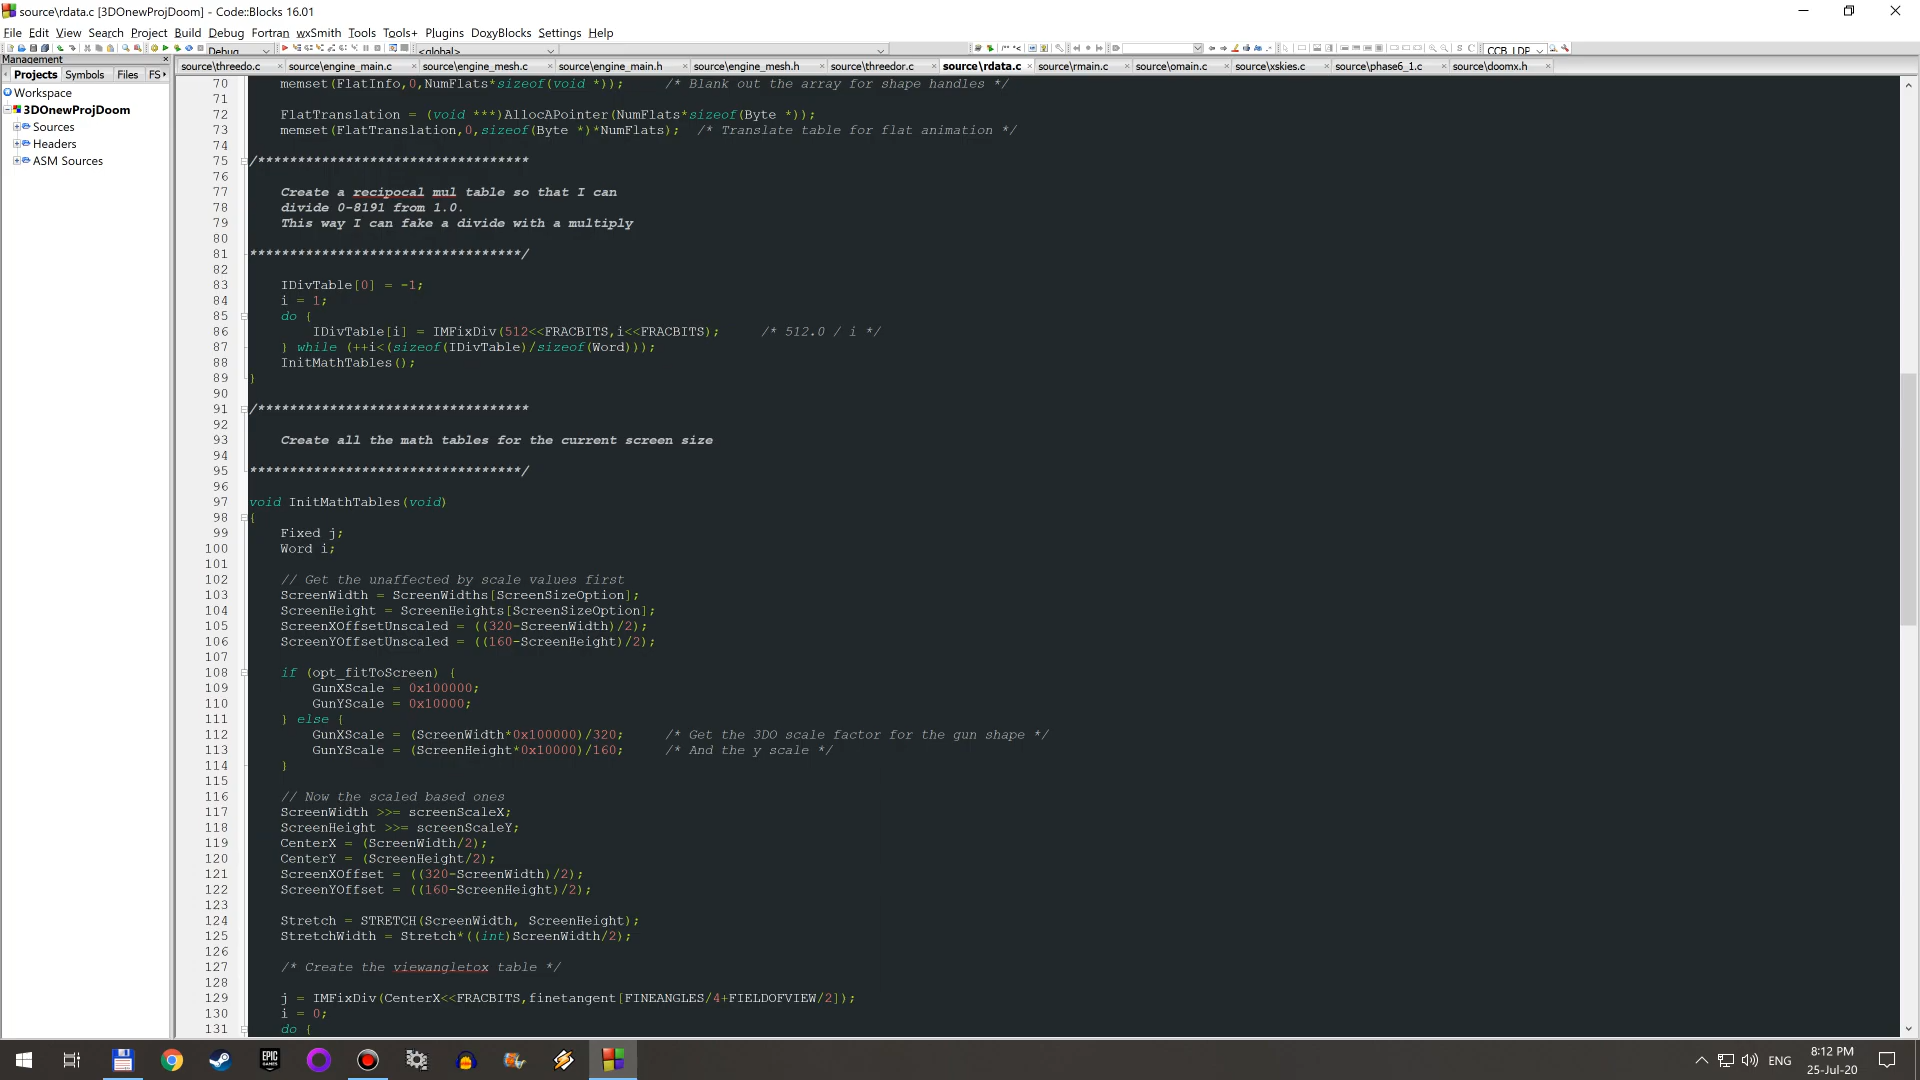 source\rdata.c [3DOnewProjDoom] - Code::Blocks 16.01
File Edit View Search Project Build Debug Fortran wxSmith Tools Tools+ Plugins DoxyBlocks Settings Help
Debug <global> CCB_LDP
Management
Projects Symbols Files FS
source\threedo.c source\engine_main.c source\engine_mesh.c source\engine_main.h source\engine_mesh.h source\threedor.c source\rdata.c source\rmain.c source\omain.c source\xskies.c source\phase6_1.c source\doomx.h
Workspace
3DOnewProjDoom
Sources
Headers
ASM Sources
70 memset(FlatInfo,0,NumFlats*sizeof(void *)); /* Blank out the array for shape handles */
71
72 FlatTranslation = (void ***)AllocAPointer(NumFlats*sizeof(Byte *));
73 memset(FlatTranslation,0,sizeof(Byte *)*NumFlats); /* Translate table for flat animation */
74
75 /**********************************
76
77 Create a recipocal mul table so that I can
78 divide 0-8191 from 1.0.
79 This way I can fake a divide with a multiply
80
81 **********************************/
82
83 IDivTable[0] = -1;
84 i = 1;
85 do {
86 IDivTable[i] = IMFixDiv(512<<FRACBITS,i<<FRACBITS); /* 512.0 / i */
87 } while (++i<(sizeof(IDivTable)/sizeof(Word)));
88 InitMathTables();
89 }
90
91 /**********************************
92
93 Create all the math tables for the current screen size
94
95 **********************************/
96
97 void InitMathTables(void)
98 {
99 Fixed j;
100 Word i;
101
102 // Get the unaffected by scale values first
103 ScreenWidth = ScreenWidths[ScreenSizeOption];
104 ScreenHeight = ScreenHeights[ScreenSizeOption];
105 ScreenXOffsetUnscaled = ((320-ScreenWidth)/2);
106 ScreenYOffsetUnscaled = ((160-ScreenHeight)/2);
107
108 if (opt_fitToScreen) {
109 GunXScale = 0x100000;
110 GunYScale = 0x10000;
111 } else {
112 GunXScale = (ScreenWidth*0x100000)/320; /* Get the 3DO scale factor for the gun shape */
113 GunYScale = (ScreenHeight*0x10000)/160; /* And the y scale */
114 }
115
116 // Now the scaled based ones
117 ScreenWidth >>= screenScaleX;
118 ScreenHeight >>= screenScaleY;
119 CenterX = (ScreenWidth/2);
120 CenterY = (ScreenHeight/2);
121 ScreenXOffset = ((320-ScreenWidth)/2);
122 ScreenYOffset = ((160-ScreenHeight)/2);
123
124 Stretch = STRETCH(ScreenWidth, ScreenHeight);
125 StretchWidth = Stretch*((int)ScreenWidth/2);
126
127 /* Create the viewangletox table */
128
129 j = IMFixDiv(CenterX<<FRACBITS,finetangent[FINEANGLES/4+FIELDOFVIEW/2]);
130 i = 0;
131 do {
EPIC GAMES
ENG
8:12 PM
25-Jul-20